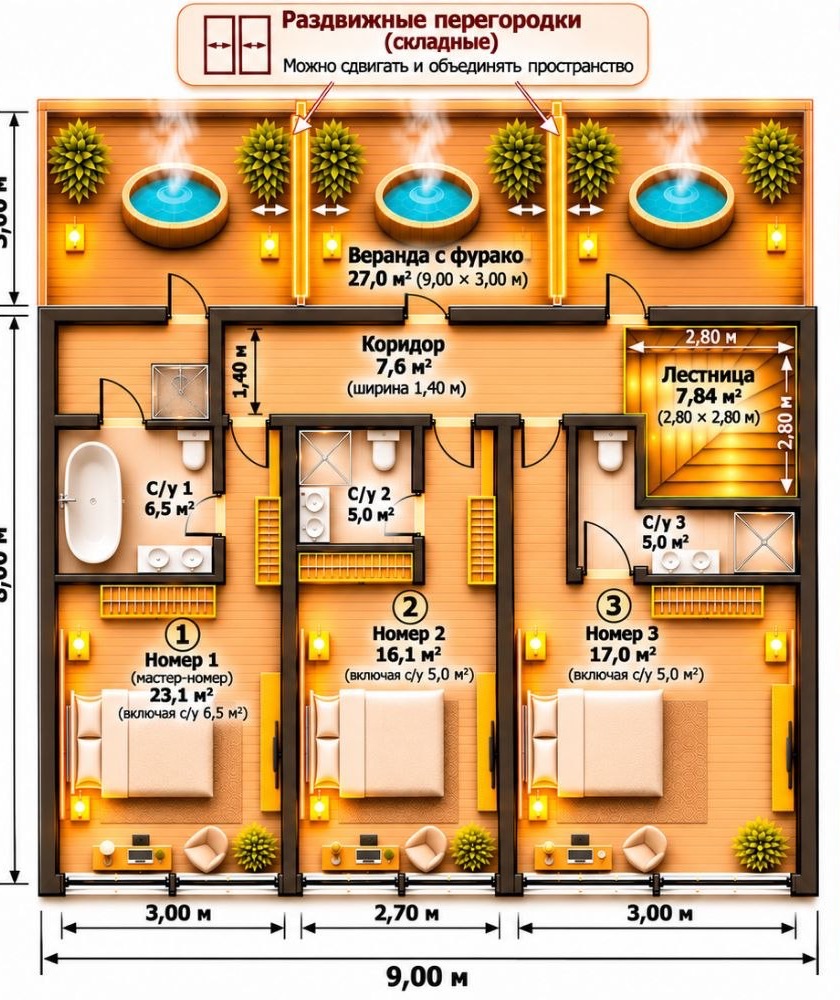 Раздвижные перегородки
(складные)
Можно сдвигать и объединять пространство
Веранда с фурако
27,0 м² (9,00 × 3,00 м)
Коридор
7,6 м²
(ширина 1,40 м)
1,40 м
2,80 м
Лестница
7,84 м²
(2,80 × 2,80 м)
2,80 м
С/у 1
6,5 м²
С/у 2
5,0 м²
С/у 3
5,0 м²
1
Номер 1
(мастер-номер)
23,1 м²
(включая с/у 6,5 м²)
2
Номер 2
16,1 м²
(включая с/у 5,0 м²)
3
Номер 3
17,0 м²
(включая с/у 5,0 м²)
3,00 м
2,70 м
3,00 м
9,00 м